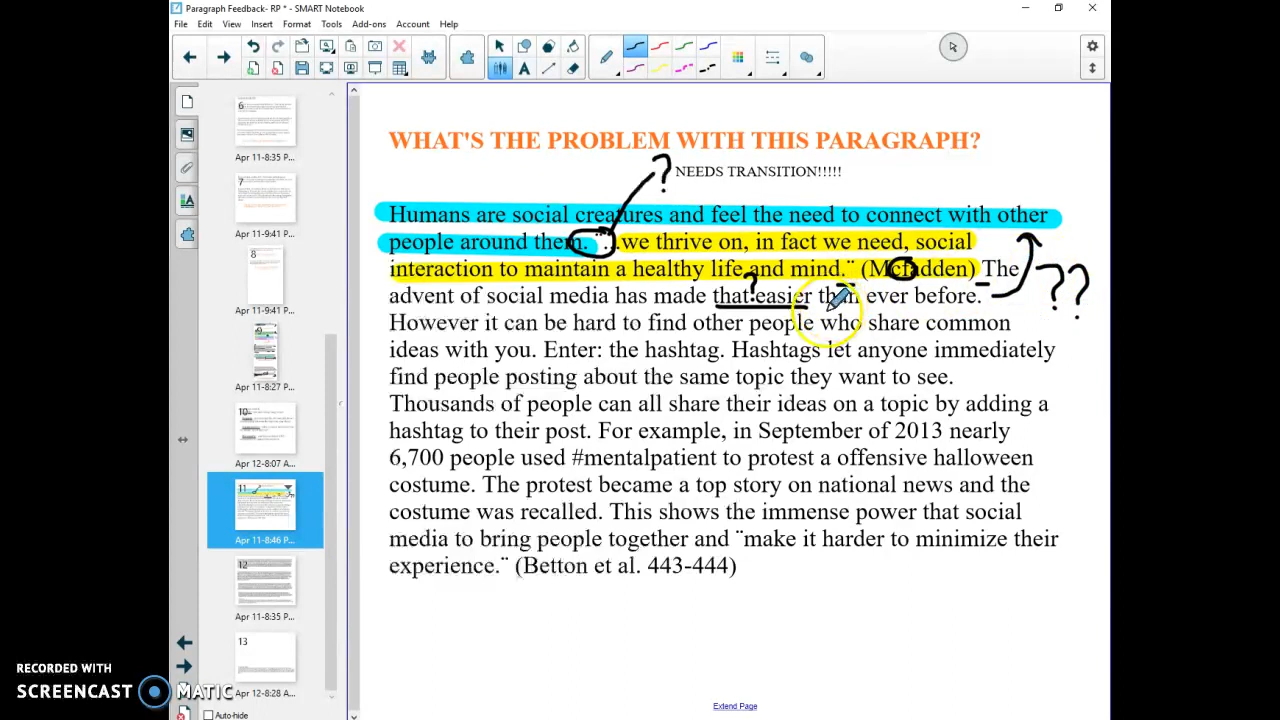 Paragraph Feedback- RP * - SMART Notebook
File Edit View Insert Format Tools Add-ons Account Help
WHAT'S THE PROBLEM WITH THIS PARAGRAPH?
? NEEDS TRANSITION!!!!!
Humans are social creatures and feel the need to connect with other
people around them. ¨...we thrive on, in fact we need, social
interaction to maintain a healthy life and mind.¨ (Mcfadden) The
??
?
advent of social media has made that easier than ever before.
However it can be hard to find other people who share common
ideas with you. Enter: the hashtag. Hashtags let anyone immediately
find people posting about the same topic they want to see.
Thousands of people can all share their ideas on a topic by adding a
hashtag to their post. For example, in September of 2013 nearly
6,700 people used #mentalpatient to protest a offensive halloween
costume. The protest became a top story on national news and the
costume was recalled. This shows the immense power that social
media to bring people together and ¨make it harder to minimize their
experience.¨ (Betton et al. 443-444)
Extend Page
6
Apr 11-8:35 P...
7
Apr 11-9:41 P...
8
Apr 11-9:41 P...
Apr 11-8:27 P...
10
Apr 12-8:07 A...
11
Apr 11-8:46 P...
12
Apr 11-8:35 P...
13
Apr 12-8:28 A...
Auto-hide
RECORDED WITH
SCREENCAST MATIC